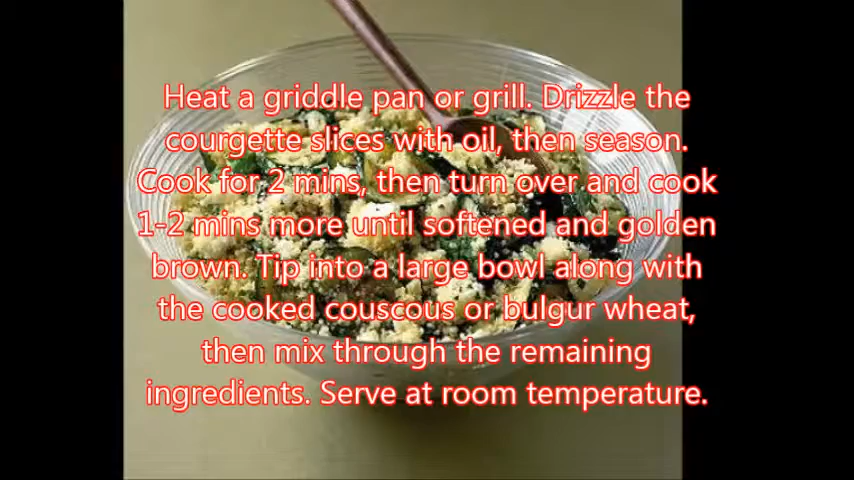 Heat a griddle pan or grill. Drizzle the
courgette slices with oil, then season.
Cook for 2 mins, then turn over and cook
1-2 mins more until softened and golden
brown. Tip into a large bowl along with
the cooked couscous or bulgur wheat,
then mix through the remaining
ingredients. Serve at room temperature.